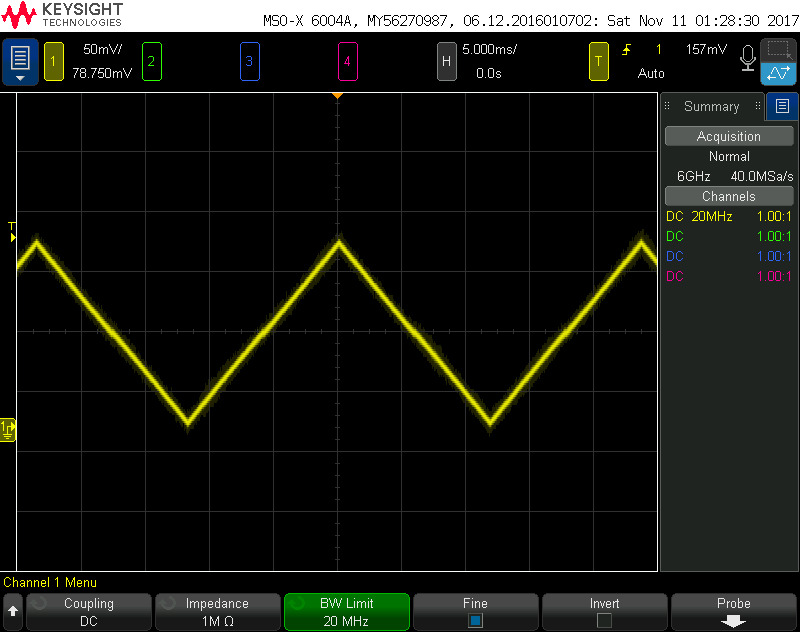 KEYSIGHT
TECHNOLOGIES
MSO-X 6004A, MY56270987, 06.12.2016010702: Sat Nov 11 01:28:30 2017
1 50mV/ 2 3 4 H 5.000ms/ T 1 157mV
78.750mV 0.0s Auto
Summary
Acquisition
Normal
6GHz 40.0MSa/s
Channels
DC 20MHz 1.00:1
DC 1.00:1
DC 1.00:1
DC 1.00:1
T
1
Channel 1 Menu
Coupling Impedance BW Limit Fine Invert Probe
DC 1M Ω 20 MHz